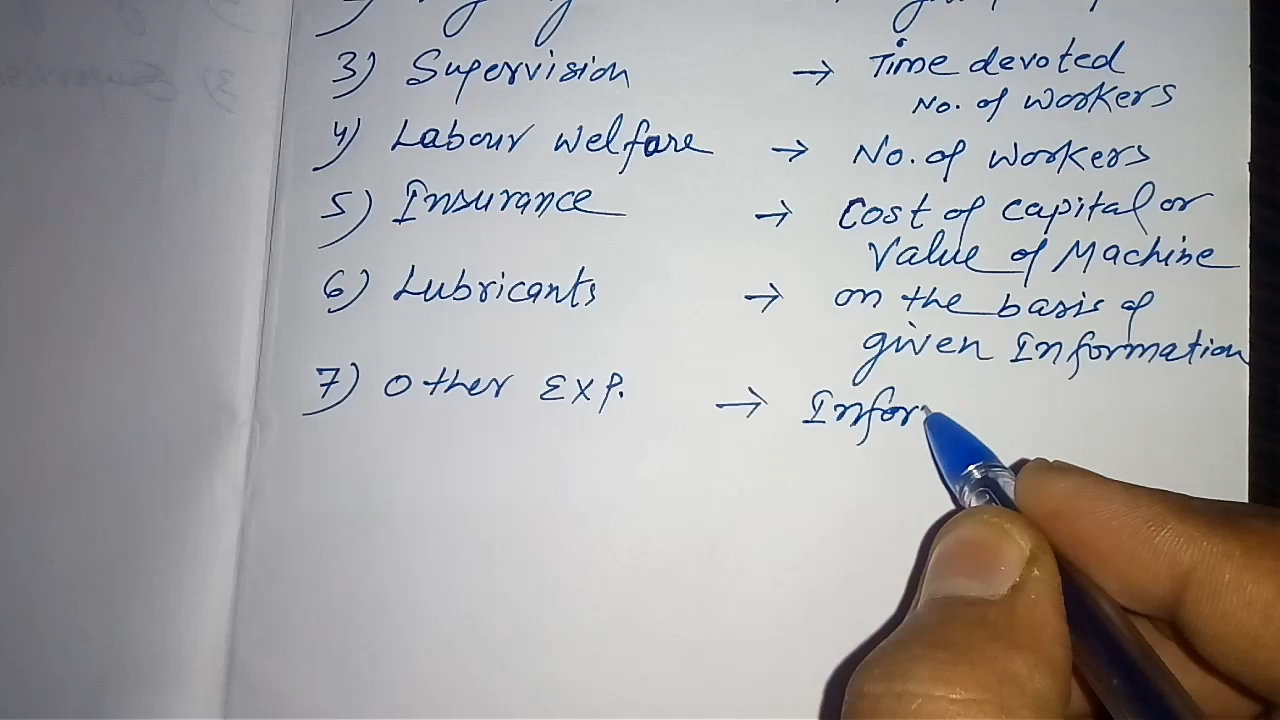 3) Supervision → Time devoted
No. of workers
4) Labour welfare → No. of workers
5) Insurance → Cost of capital or
Value of Machine
6) Lubricants → on the basis of
given Information
7) Other Exp. → Infor